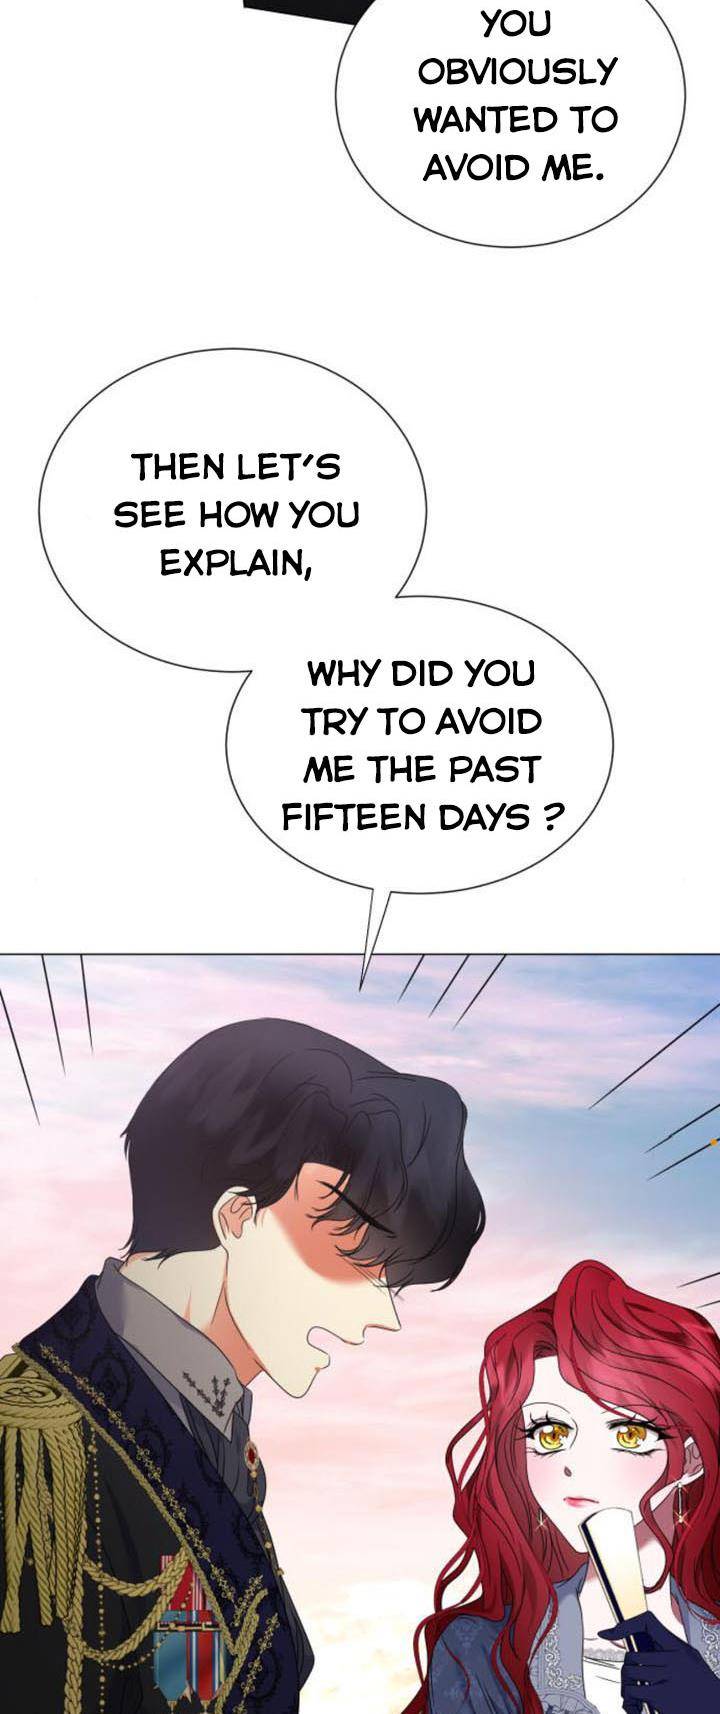 YOU
OBVIOUSLY
WANTED TO
AVOID ME.
THEN LET'S
SEE HOW YOU
EXPLAIN,
WHY DID YOU
TRY TO AVOID
ME THE PAST
FIFTEEN DAYS ?